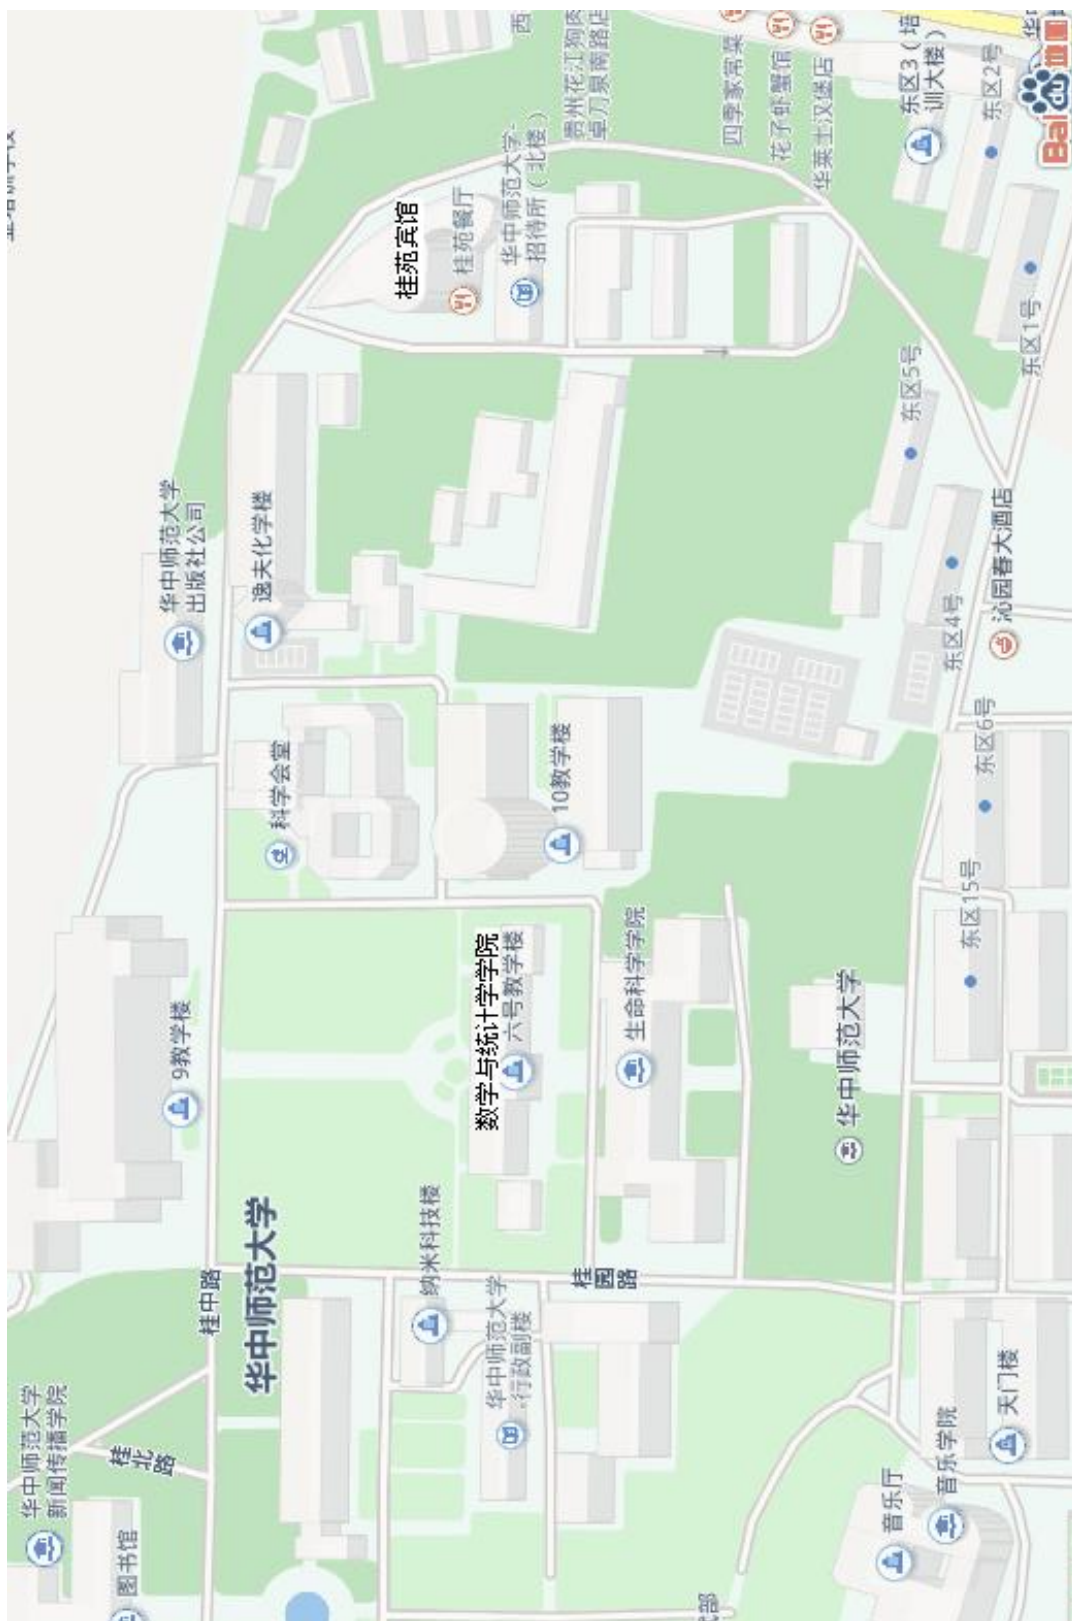 华中师范大学
新闻传播学院
图书馆
桂北路
9教学楼
华中师范大学
出版社公司
桂中路
华中师范大学
科学会堂
逸夫化学楼
纳米科技楼
桂苑宾馆
桂苑餐厅
华中师范大学
-行政副楼
数学与统计学学院
六号教学楼
华中师范大学-
招待所（北楼）
西
10教学楼
贵州花江狗肉
卓刀泉南路店
桂园路
生命科学学院
四季家常菜
花子虾蟹馆
华莱士汉堡店
华中师范大学
音乐厅
东区5号
东区3（培
训大楼）
音乐学院
东区4号
东区15号
东区6号
东区2号
天门楼
沁园春大酒店
东区1号
Bai du 地图